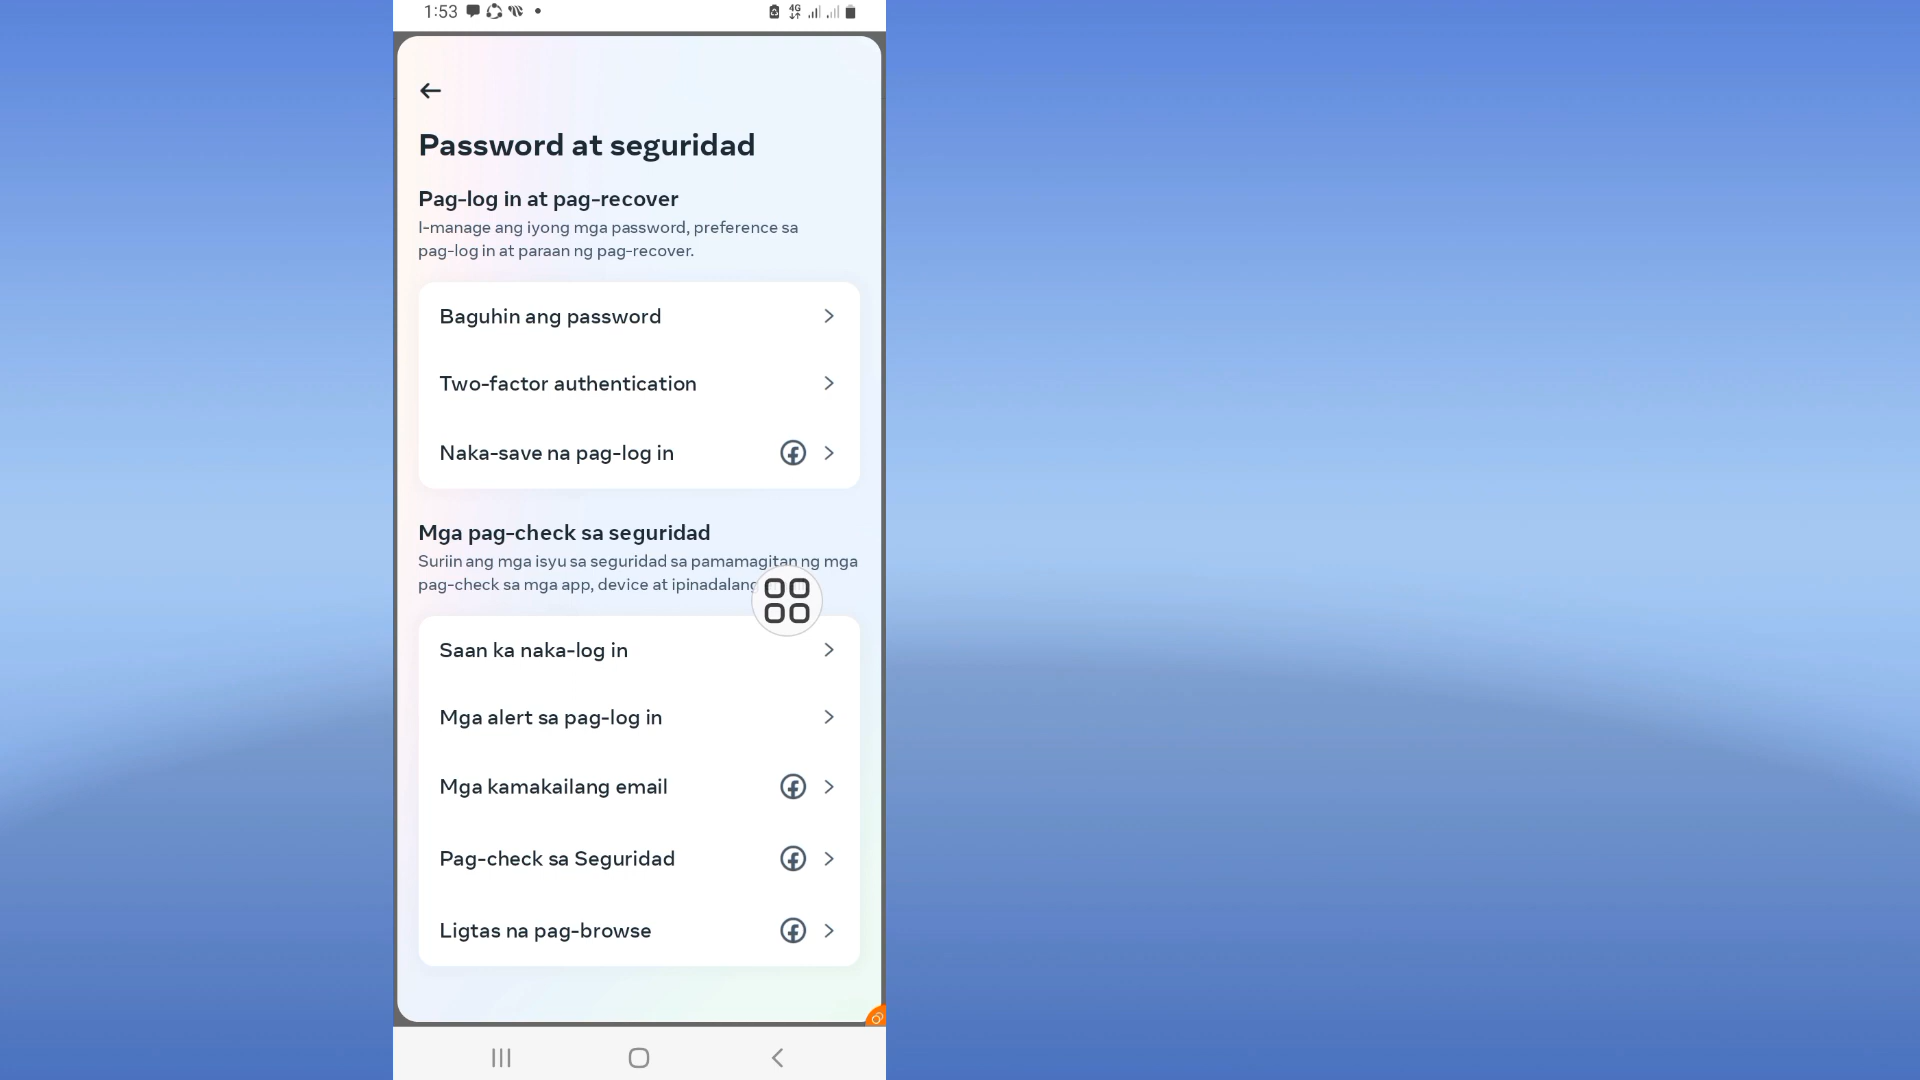 1:53
4G
Password at seguridad
Pag-log in at pag-recover
I-manage ang iyong mga password, preference sa
pag-log in at paraan ng pag-recover.
Baguhin ang password
Two-factor authentication
Naka-save na pag-log in
Mga pag-check sa seguridad
Suriin ang mga isyu sa seguridad sa pamamagitan ng mga
pag-check sa mga app, device at ipinadalang
Saan ka naka-log in
Mga alert sa pag-log in
Mga kamakailang email
Pag-check sa Seguridad
Ligtas na pag-browse